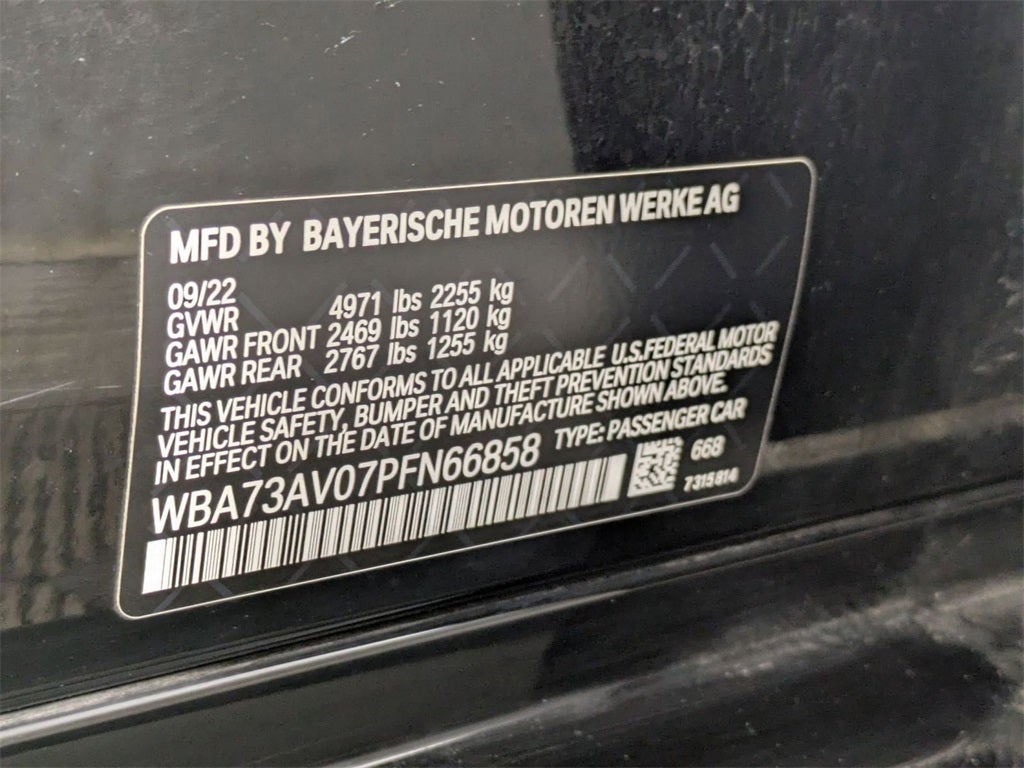 MFD BY BAYERISCHE MOTOREN WERKE AG
09/22
GVWR 4971 lbs 2255 kg
GAWR FRONT 2469 lbs 1120 kg
GAWR REAR 2767 lbs 1255 kg
THIS VEHICLE CONFORMS TO ALL APPLICABLE U.S.FEDERAL MOTOR
VEHICLE SAFETY, BUMPER AND THEFT PREVENTION STANDARDS
IN EFFECT ON THE DATE OF MANUFACTURE SHOWN ABOVE.
WBA73AV07PFN66858 TYPE: PASSENGER CAR
668
7315814